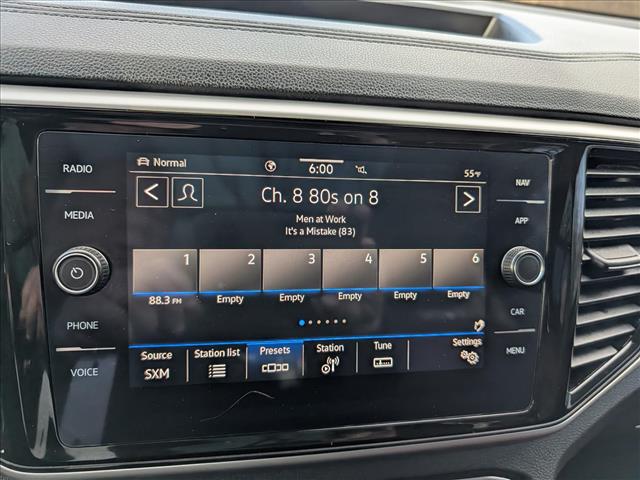 RADIO
MEDIA
PHONE
VOICE
Normal
6:00
55°F
Ch. 8 80s on 8
Men at Work
It's a Mistake (83)
1 2 3 4 5 6
88.3 FM Empty Empty Empty Empty Empty
Source Station list Presets Station Tune Settings
SXM
NAV
APP
CAR
MENU